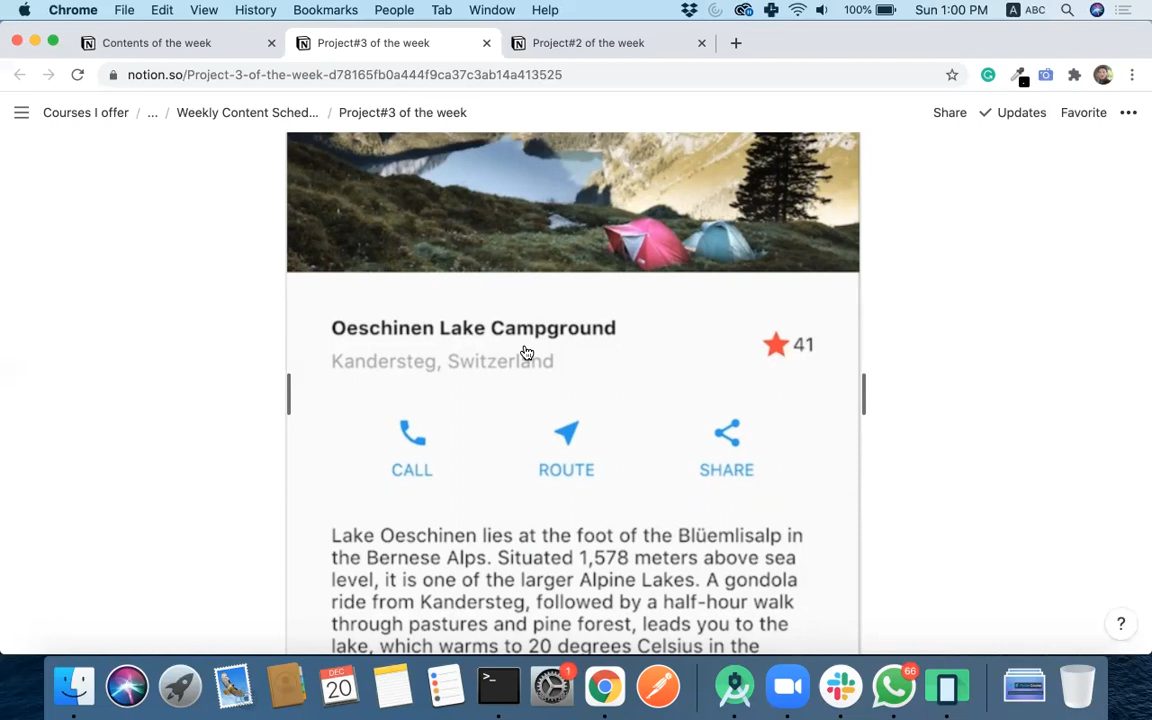 Chrome File Edit View History Bookmarks People Tab Window Help 100% Sun 1:00 PM A ABC
Contents of the week Project#3 of the week Project#2 of the week
notion.so/Project-3-of-the-week-d78165fb0a444f9ca37c3ab14a413525
Courses I offer / ... / Weekly Content Sched... / Project#3 of the week Share Updates Favorite
Oeschinen Lake Campground
Kandersteg, Switzerland
41
CALL ROUTE SHARE
Lake Oeschinen lies at the foot of the Blüemlisalp in
the Bernese Alps. Situated 1,578 meters above sea
level, it is one of the larger Alpine Lakes. A gondola
ride from Kandersteg, followed by a half-hour walk
through pastures and pine forest, leads you to the
lake, which warms to 20 degrees Celsius in the
?
DEC
20
1
66